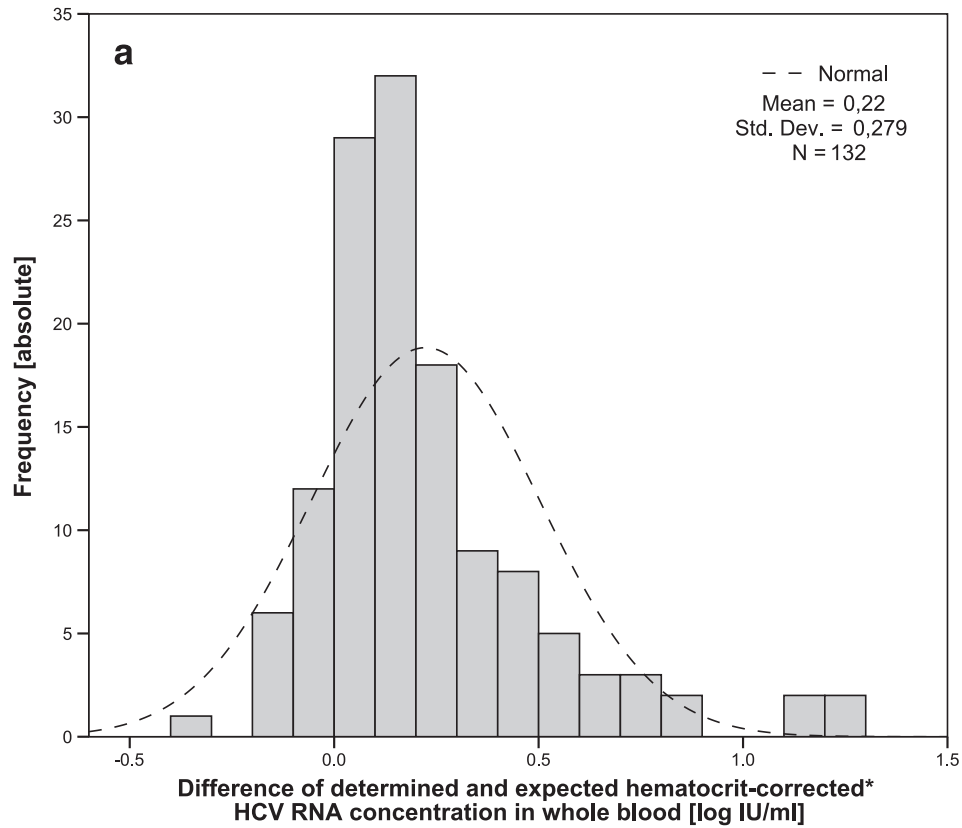 a
Normal
Mean = 0,22
Std. Dev. = 0,279
N = 132
35
30
25
20
15
10
5
0
Frequency [absolute]
-0.5 0.0 0.5 1.0 1.5
Difference of determined and expected hematocrit-corrected*
HCV RNA concentration in whole blood [log IU/ml]